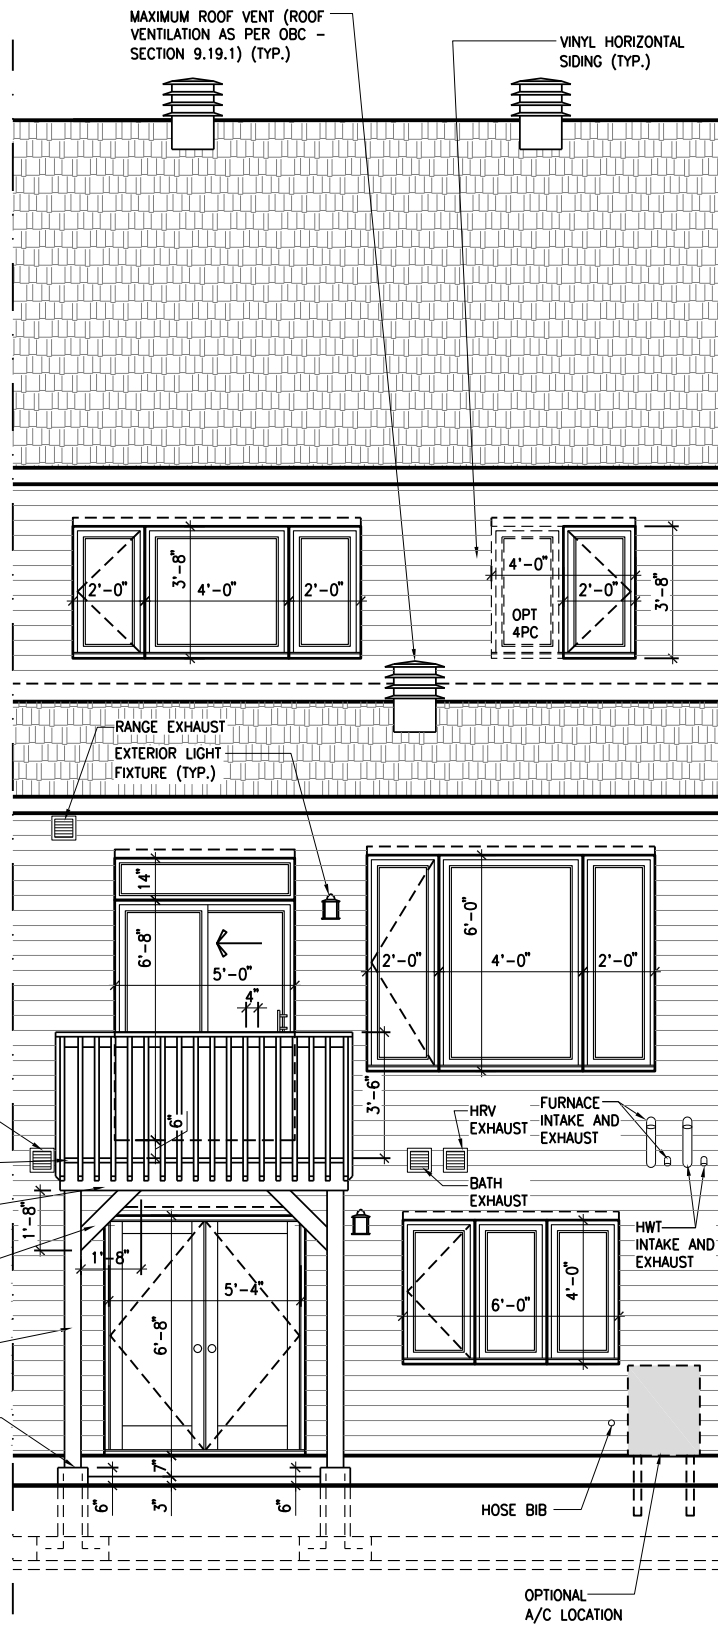 MAXIMUM ROOF VENT (ROOF
VENTILATION AS PER OBC –
SECTION 9.19.1) (TYP.)
VINYL HORIZONTAL
SIDING (TYP.)
3'-8"
2'-0"
4'-0"
2'-0"
4'-0"
2'-0"
3'-8"
OPT
4PC
RANGE EXHAUST
EXTERIOR LIGHT
FIXTURE (TYP.)
14"
6'-8"
5'-0"
4"
6'-0"
2'-0"
4'-0"
2'-0"
3'-6"
6"
HRV
EXHAUST
FURNACE
INTAKE AND
EXHAUST
BATH
EXHAUST
HWT
INTAKE AND
EXHAUST
1'-8"
1'-8"
5'-4"
6'-8"
6'-0"
4'-0"
7"
6"
3"
6"
HOSE BIB
OPTIONAL
A/C LOCATION